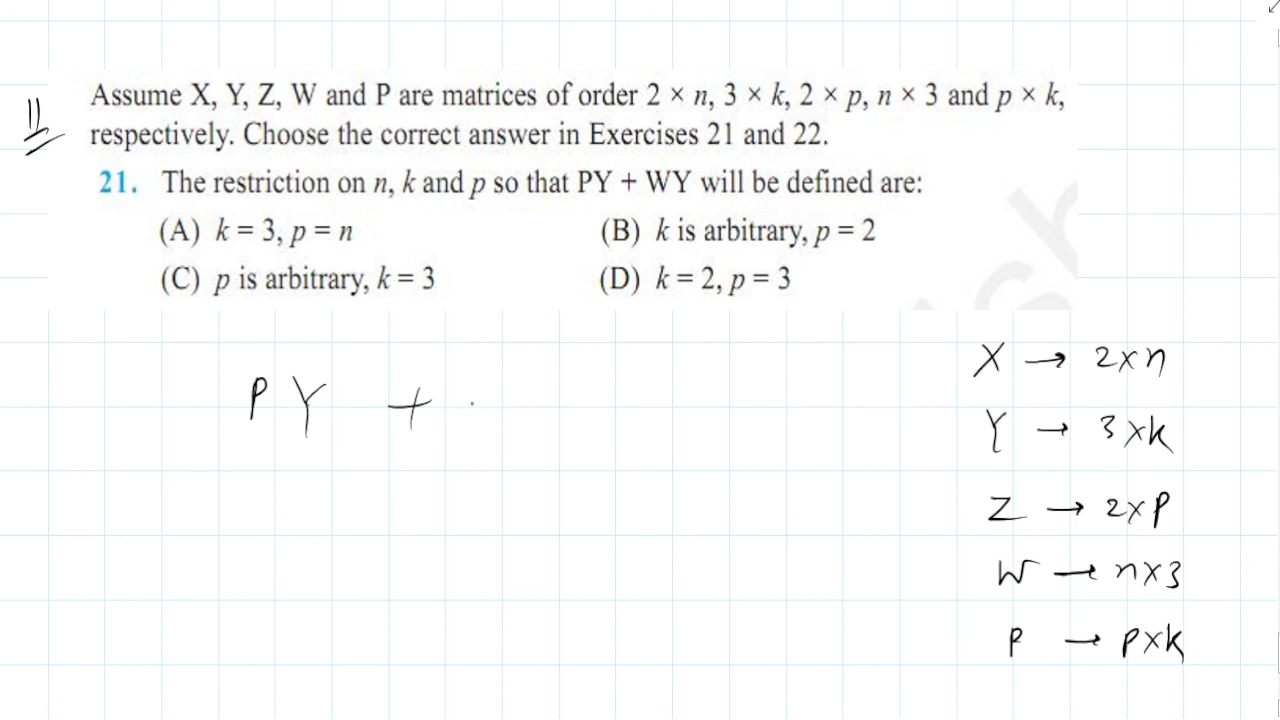 11
Assume X, Y, Z, W and P are matrices of order 2 × n, 3 × k, 2 × p, n × 3 and p × k,
respectively. Choose the correct answer in Exercises 21 and 22.
21. The restriction on n, k and p so that PY + WY will be defined are:
(A) k = 3, p = n (B) k is arbitrary, p = 2
(C) p is arbitrary, k = 3 (D) k = 2, p = 3
X → 2×n
PY +
Y → 3×k
Z → 2×p
W → n×3
P → p×k